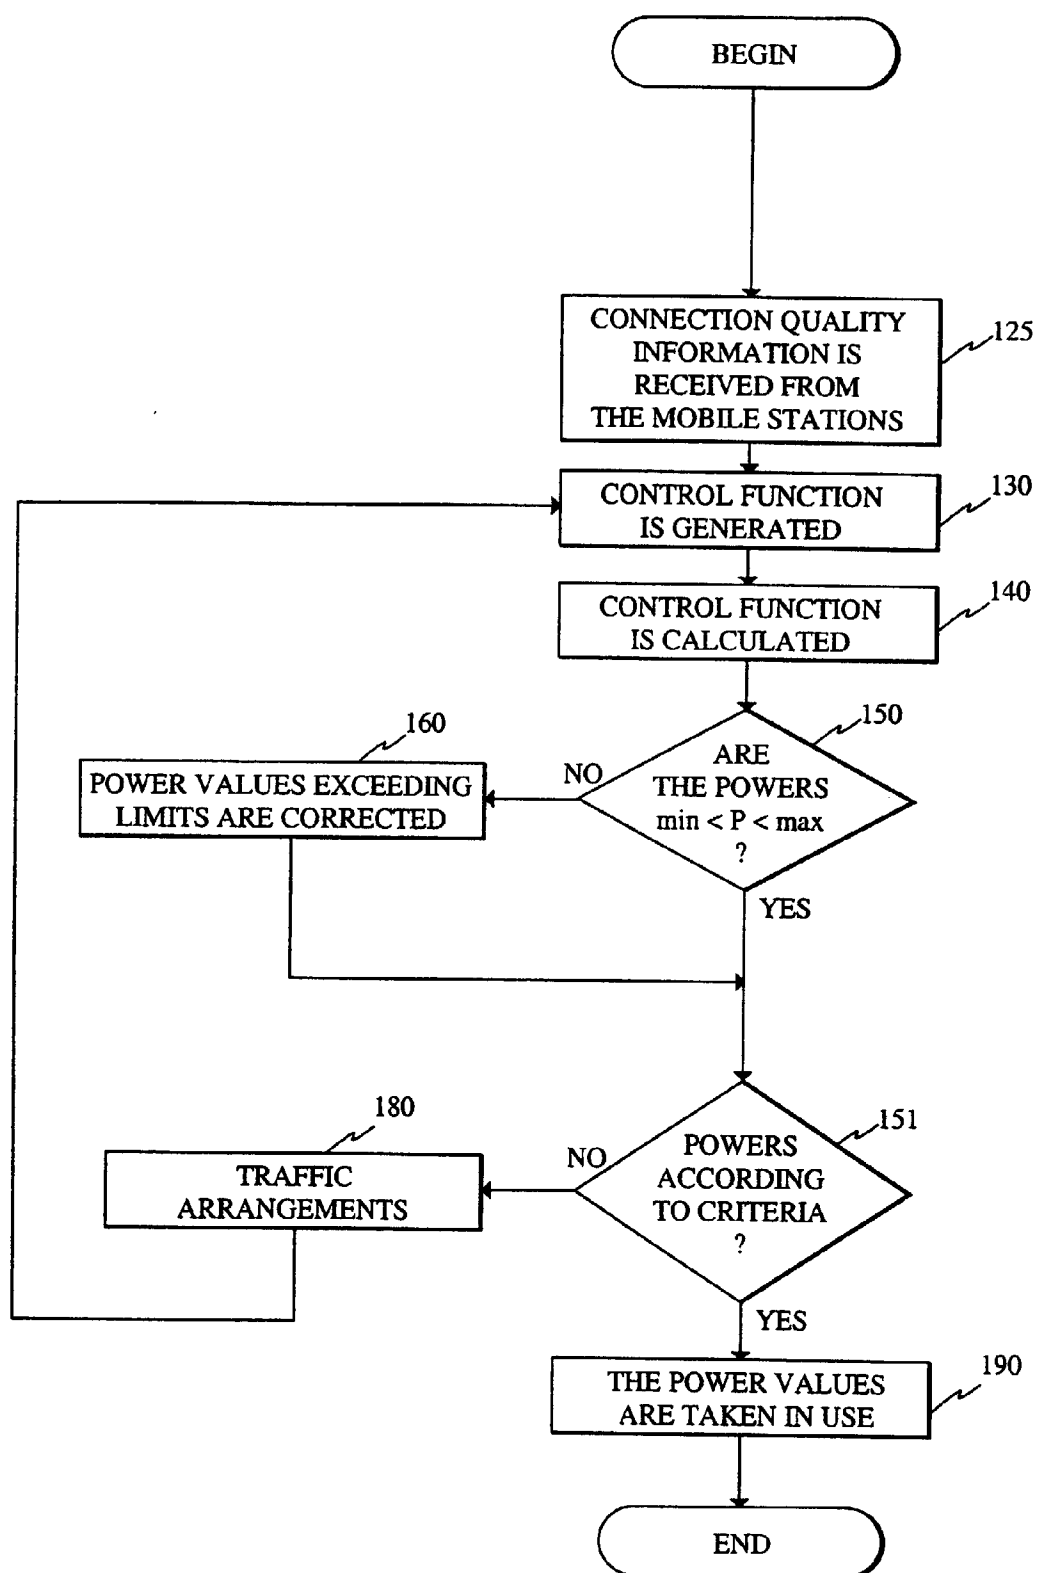 BEGIN
CONNECTION QUALITY
INFORMATION IS
RECEIVED FROM
THE MOBILE STATIONS
125
CONTROL FUNCTION
IS GENERATED
130
CONTROL FUNCTION
IS CALCULATED
140
150
ARE
THE POWERS
min < P < max
?
NO
160
POWER VALUES EXCEEDING
LIMITS ARE CORRECTED
YES
151
POWERS
ACCORDING
TO CRITERIA
?
NO
180
TRAFFIC
ARRANGEMENTS
YES
THE POWER VALUES
ARE TAKEN IN USE
190
END